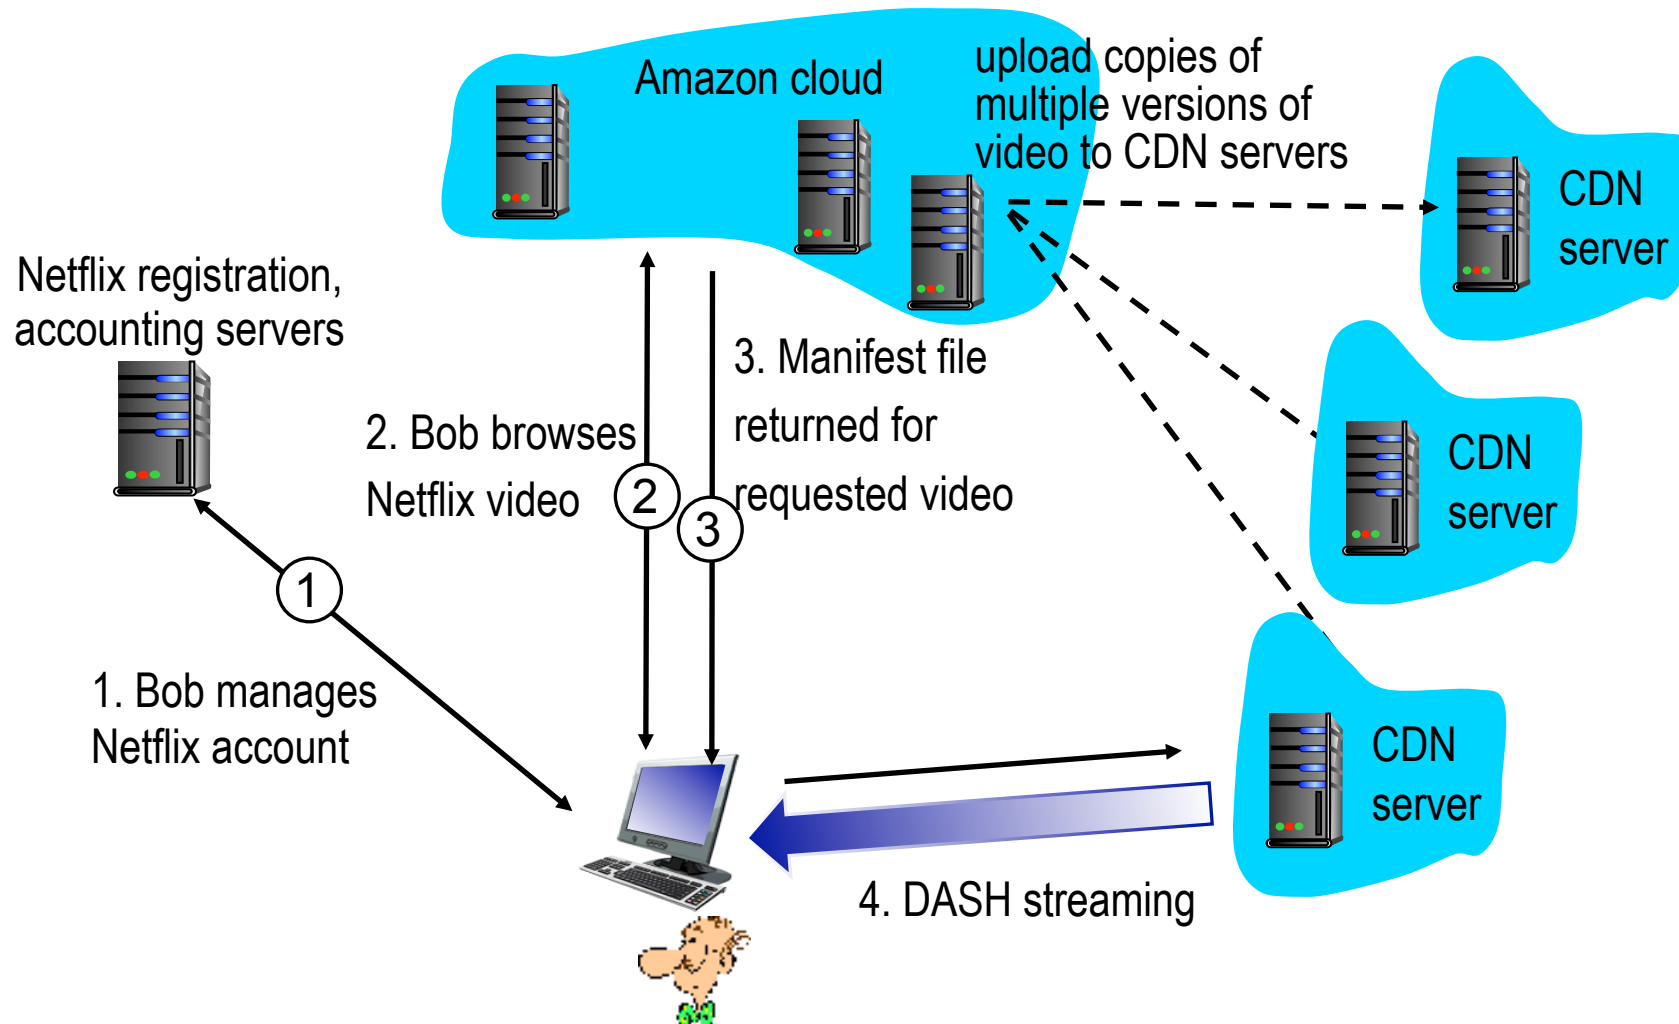 Amazon cloud
upload copies of
multiple versions of
video to CDN servers
CDN
server
Netflix registration,
accounting servers
3. Manifest file
returned for
requested video
2. Bob browses
Netflix video
2
3
CDN
server
1
1. Bob manages
Netflix account
CDN
server
4. DASH streaming